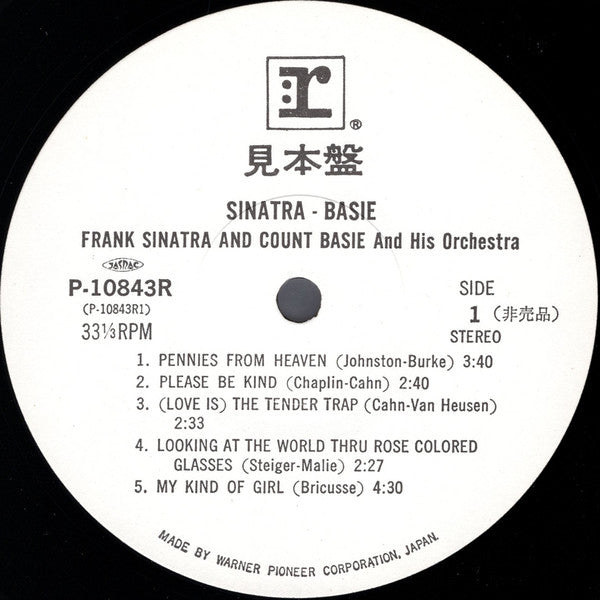 :r
®
見本盤
SINATRA - BASIE
FRANK SINATRA AND COUNT BASIE And His Orchestra
JASRAC
P-10843R
(P-10843R1)
33⅓RPM
SIDE
1 (非売品)
STEREO
1. PENNIES FROM HEAVEN (Johnston-Burke) 3:40
2. PLEASE BE KIND (Chaplin-Cahn) 2:40
3. (LOVE IS) THE TENDER TRAP (Cahn-Van Heusen)
2:33
4. LOOKING AT THE WORLD THRU ROSE COLORED
GLASSES (Steiger-Malie) 2:27
5. MY KIND OF GIRL (Bricusse) 4:30
MADE BY WARNER PIONEER CORPORATION, JAPAN.